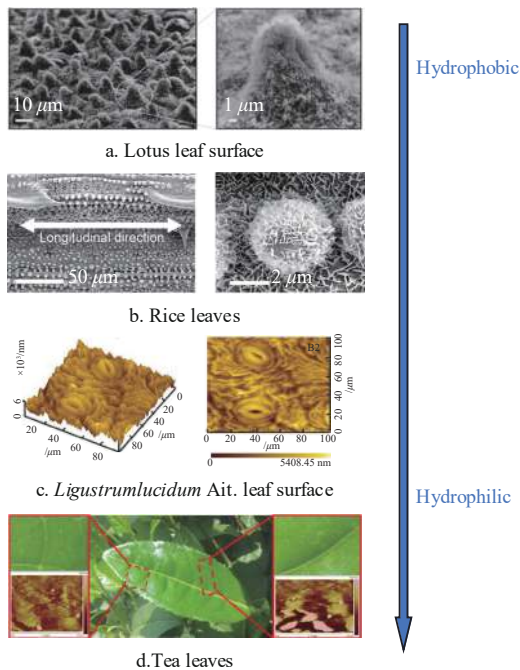 10 μm
1 μm
a. Lotus leaf surface
Hydrophobic
Longitudinal direction
50 μm
2 μm
b. Rice leaves
×10³/nm
6
0
20
40
60
80
/μm
0
20
40
60
80
/μm
B2
100
80
60
40
20
0
/μm
0
20
40
60
80
100
/μm
0
5408.45 nm
c. Ligustrumlucidum Ait. leaf surface
Hydrophilic
d.Tea leaves